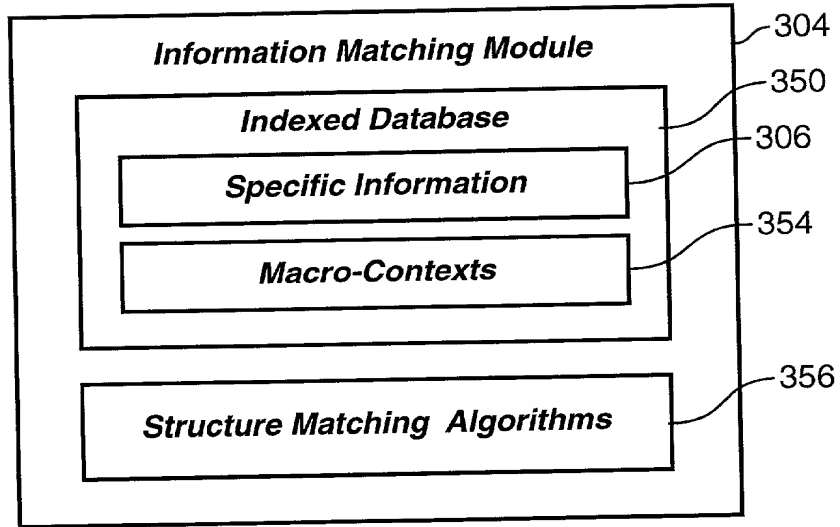 Information Matching Module
304
Indexed Database
350
Specific Information
306
Macro-Contexts
354
Structure Matching Algorithms
356